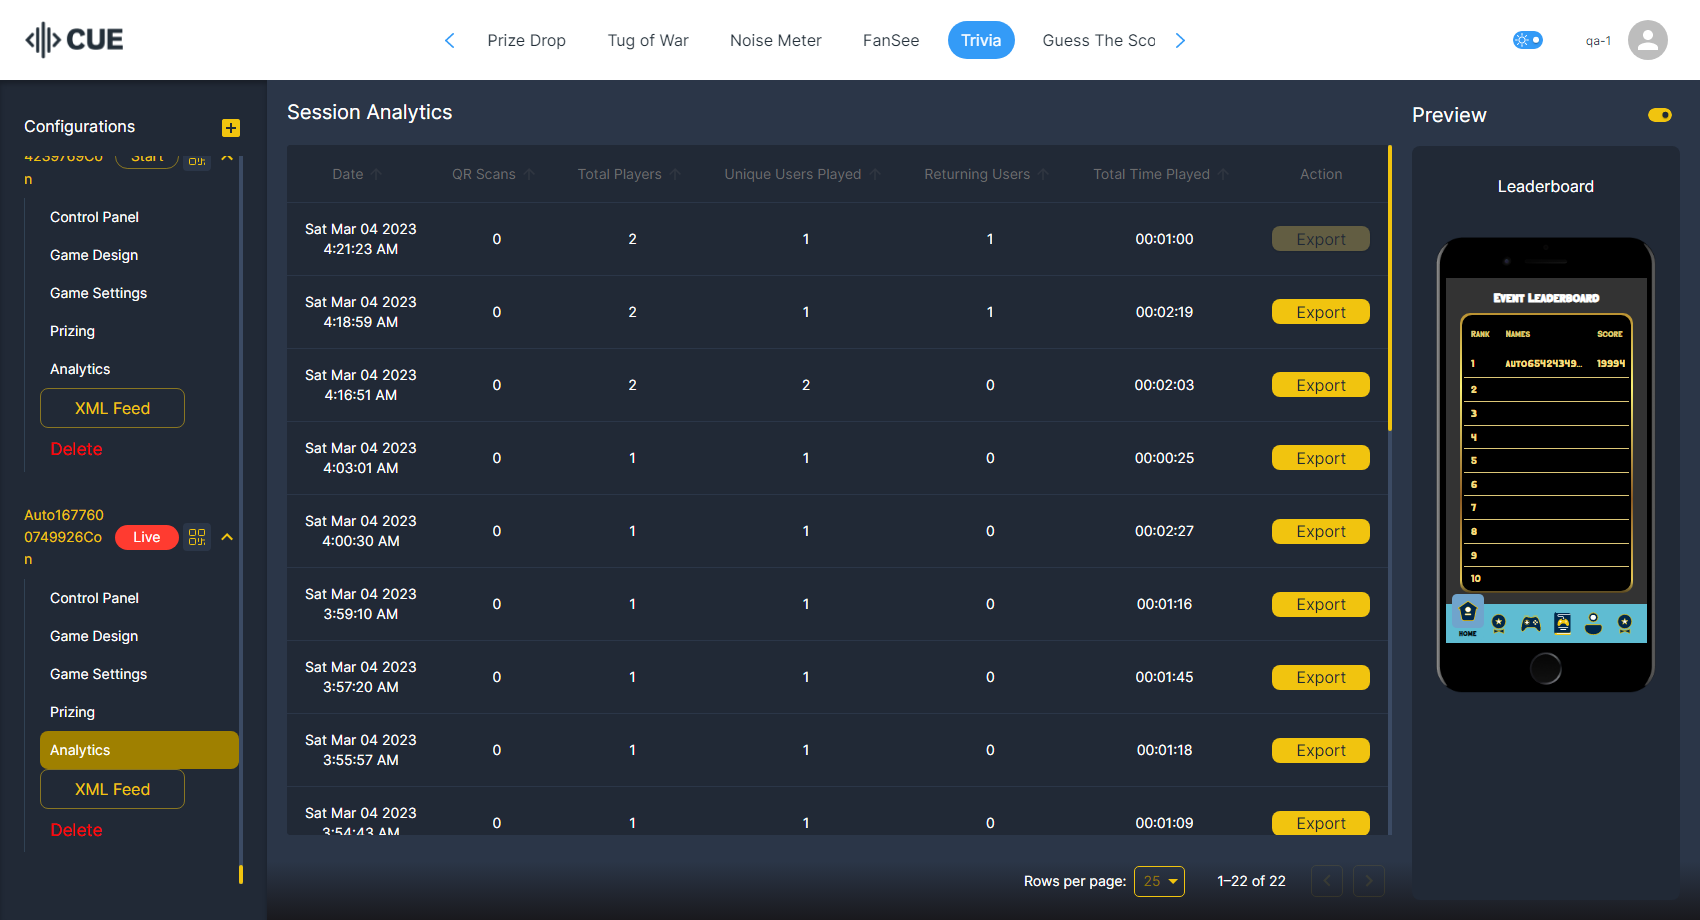 CUE
Prize Drop
Tug of War
Noise Meter
FanSee
Trivia
Guess The Sco
qa-1
Configurations
4239769Co
n
Start
Control Panel
Game Design
Game Settings
Prizing
Analytics
XML Feed
Delete
Auto167760
0749926Co
n
Live
Control Panel
Game Design
Game Settings
Prizing
Analytics
XML Feed
Delete
Session Analytics
Date QR Scans Total Players Unique Users Played Returning Users Total Time Played Action
Sat Mar 04 2023
4:21:23 AM
0 2 1 1 00:01:00 Export
Sat Mar 04 2023
4:18:59 AM
0 2 1 1 00:02:19 Export
Sat Mar 04 2023
4:16:51 AM
0 2 2 0 00:02:03 Export
Sat Mar 04 2023
4:03:01 AM
0 1 1 0 00:00:25 Export
Sat Mar 04 2023
4:00:30 AM
0 1 1 0 00:02:27 Export
Sat Mar 04 2023
3:59:10 AM
0 1 1 0 00:01:16 Export
Sat Mar 04 2023
3:57:20 AM
0 1 1 0 00:01:45 Export
Sat Mar 04 2023
3:55:57 AM
0 1 1 0 00:01:18 Export
Sat Mar 04 2023
3:54:43 AM
0 1 1 0 00:01:09 Export
Rows per page: 25 1–22 of 22
Preview
Leaderboard
Event Leaderboard
Rank Names Score
1 AUTO65424349... 19994
2
3
4
5
6
7
8
9
10
HOME